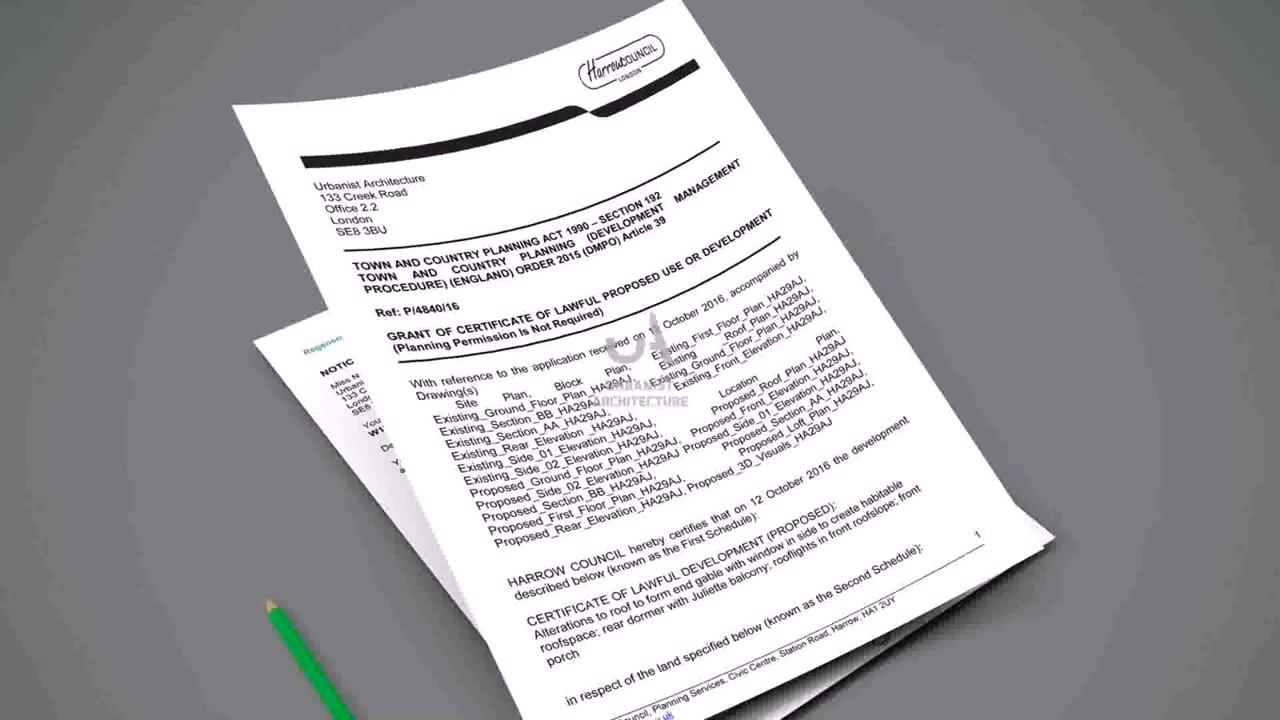 HarrowCOUNCIL
LONDON
Urbanist Architecture
133 Creek Road
Office 2.2
London
SE8 3BU
TOWN AND COUNTRY PLANNING ACT 1990 – SECTION 192
TOWN AND COUNTRY PLANNING (DEVELOPMENT MANAGEMENT
PROCEDURE) (ENGLAND) ORDER 2015 (DMPO) Article 39
Ref: P/4840/16
GRANT OF CERTIFICATE OF LAWFUL PROPOSED USE OR DEVELOPMENT
(Planning Permission Is Not Required)
With reference to the application received on October 2016, accompanied by
Drawing(s)
Site Plan, Block Plan, Existing_First_Floor_Plan_HA29AJ,
Existing_Ground_Floor_Plan_HA29AJ, Existing Roof_Plan_HA29AJ,
Existing_Section_BB_HA29AJ, Existing_Ground_Floor_Plan_HA29AJ,
Existing_Section_AA_HA29AJ, Existing_Front_Elevation_HA29AJ,
Existing_Rear_Elevation_HA29AJ,
Existing_Side_01_Elevation_HA29AJ, Location Plan,
Existing_Side_02_Elevation_HA29AJ, Proposed_Roof_Plan_HA29AJ
Proposed_Ground_Floor_Plan_HA29AJ, Proposed_Front_Elevation_HA29AJ,
Proposed_Side_02_Elevation_HA29AJ Proposed_Side_01_Elevation_HA29AJ,
Proposed_Section_BB_HA29AJ, Proposed_Section_AA_HA29AJ,
Proposed_First_Floor_Plan_HA29AJ, Proposed_Loft_Plan_HA29AJ
Proposed_Rear_Elevation_HA29AJ, Proposed_3D_Visuals_HA29AJ
HARROW COUNCIL hereby certifies that on 12 October 2016 the development
described below (known as the First Schedule):
CERTIFICATE OF LAWFUL DEVELOPMENT (PROPOSED):
Alterations to roof to form end gable with window in side to create habitable
roofspace; rear dormer with Juliette balcony; rooflights in front roofslope; front
porch
in respect of the land specified below (known as the Second Schedule):
1
Planning Services, Civic Centre, Station Road, Harrow, HA1 2UY
URBANIST
ARCHITECTURE
NOTIC
Miss N
Urbani
133 C
Lond
SE8